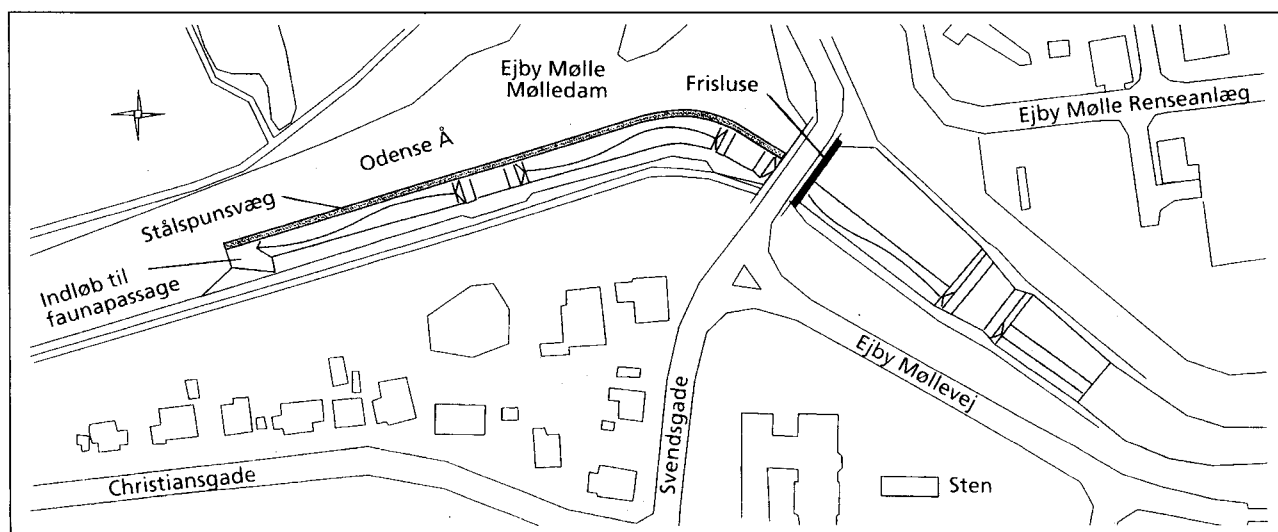 Ejby Mølle
Mølledam
Frisluse
Ejby Mølle Renseanlæg
Odense Å
Stålspunsvæg
Indløb til
faunapassage
Ejby Møllevej
Svendsgade
Christiansgade
Sten